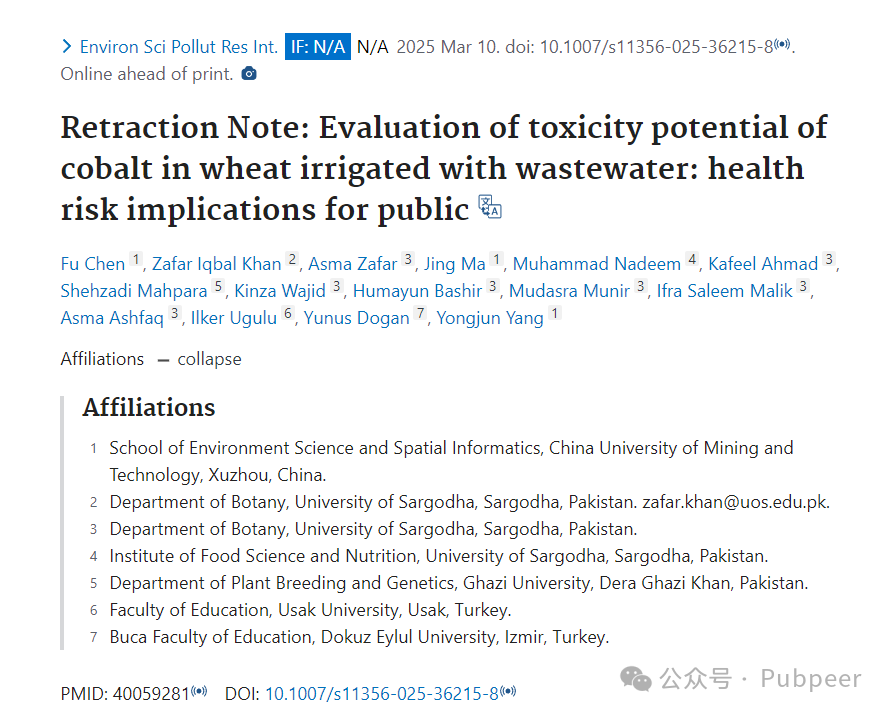 Environ Sci Pollut Res Int. IF: N/A N/A 2025 Mar 10. doi: 10.1007/s11356-025-36215-8.
Online ahead of print.
Retraction Note: Evaluation of toxicity potential of
cobalt in wheat irrigated with wastewater: health
risk implications for public
Fu Chen 1, Zafar Iqbal Khan 2, Asma Zafar 3, Jing Ma 1, Muhammad Nadeem 4, Kafeel Ahmad 3,
Shehzadi Mahpara 5, Kinza Wajid 3, Humayun Bashir 3, Mudasra Munir 3, Ifra Saleem Malik 3,
Asma Ashfaq 3, Ilker Ugulu 6, Yunus Dogan 7, Yongjun Yang 1
Affiliations — collapse
Affiliations
1 School of Environment Science and Spatial Informatics, China University of Mining and
Technology, Xuzhou, China.
2 Department of Botany, University of Sargodha, Sargodha, Pakistan. zafar.khan@uos.edu.pk.
3 Department of Botany, University of Sargodha, Sargodha, Pakistan.
4 Institute of Food Science and Nutrition, University of Sargodha, Sargodha, Pakistan.
5 Department of Plant Breeding and Genetics, Ghazi University, Dera Ghazi Khan, Pakistan.
6 Faculty of Education, Usak University, Usak, Turkey.
7 Buca Faculty of Education, Dokuz Eylul University, Izmir, Turkey.
公众号 · Pubpeer
PMID: 40059281 DOI: 10.1007/s11356-025-36215-8